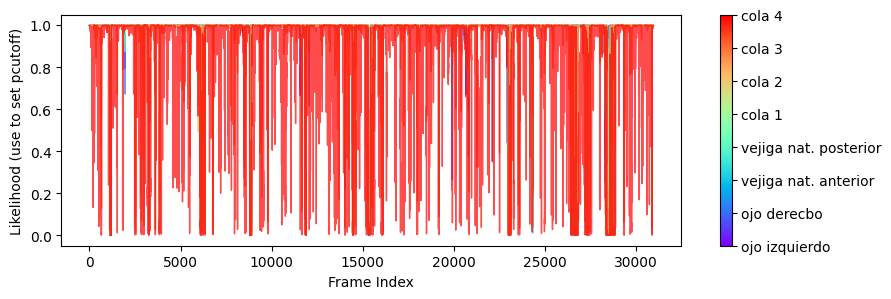 Likelihood (use to set pcutoff)
1.0
0.8
0.6
0.4
0.2
0.0
0
5000
10000
15000
20000
25000
30000
Frame Index
cola 4
cola 3
cola 2
cola 1
vejiga nat. posterior
vejiga nat. anterior
ojo derecbo
ojo izquierdo